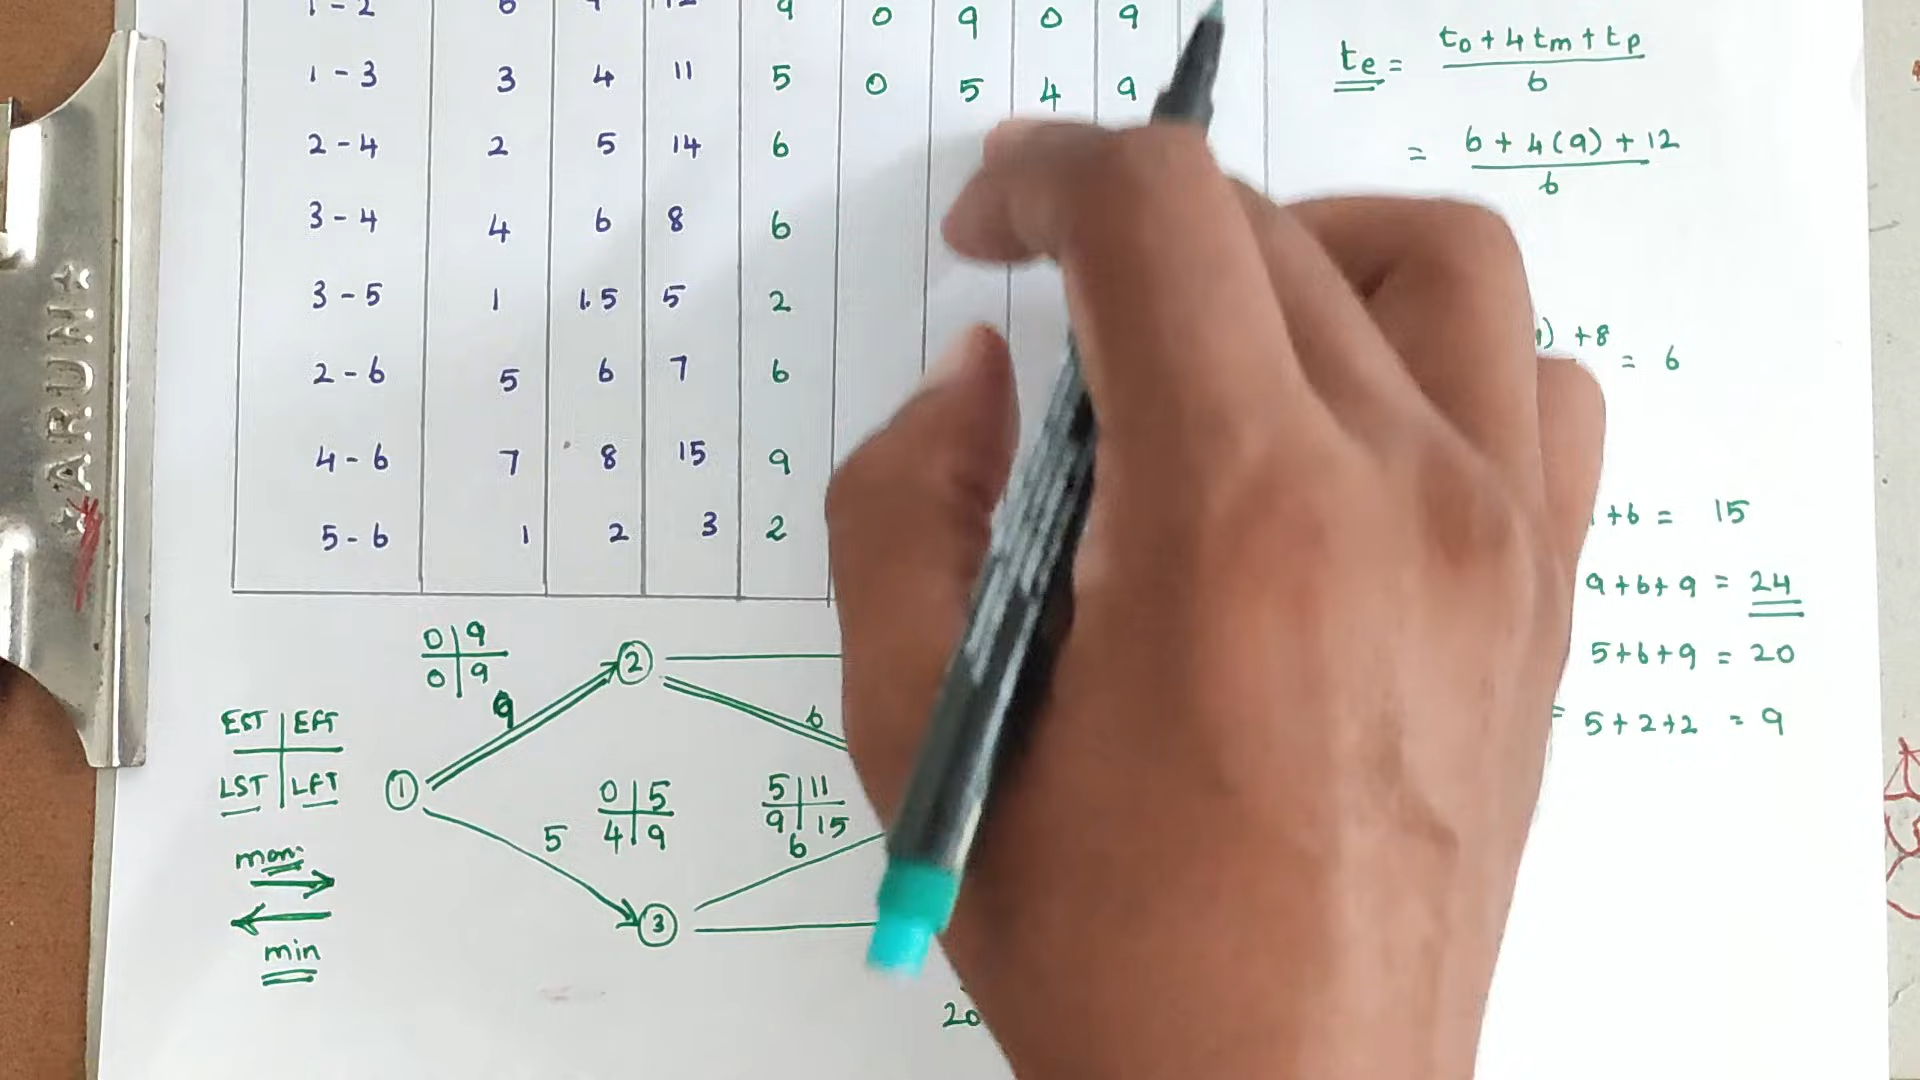 1 - 2 6 9 12 9 0 9 0 9
1 - 3 3 4 11 5 0 5 4 9
2 - 4 2 5 14 6
3 - 4 4 6 8 6
3 - 5 1 1.5 5 2
2 - 6 5 6 7 6
4 - 6 7 8 15 9
5 - 6 1 2 3 2
te = to + 4 tm + tp
6
= 6 + 4(9) + 12
6
) + 8
= 6
+ 6 = 15
9 + 6 + 9 = 24
5 + 6 + 9 = 20
= 5 + 2 + 2 = 9
0 9
0 9
2
9
6
EST EFT
LST LFT
1
0 5
4 9
5
5 11
9 15
6
3
min
20
ARUN